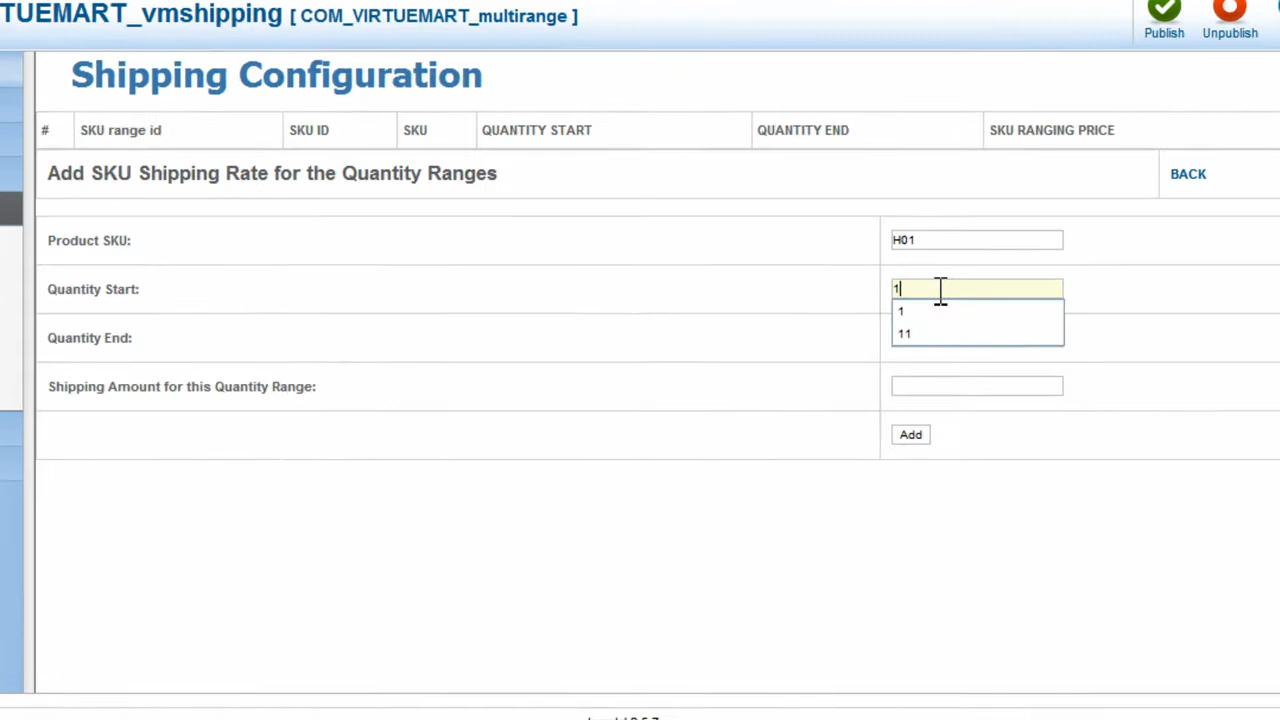 TUEMART_vmshipping [ COM_VIRTUEMART_multirange ]
Publish Unpublish
Shipping Configuration
# SKU range id SKU ID SKU QUANTITY START QUANTITY END SKU RANGING PRICE
Add SKU Shipping Rate for the Quantity Ranges BACK
Product SKU: H01
Quantity Start: 1
1
11
Quantity End:
Shipping Amount for this Quantity Range:
Add